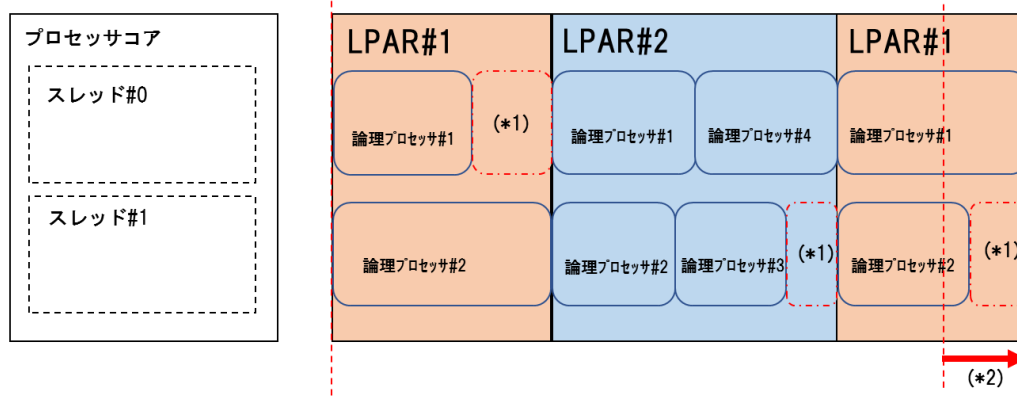 プロセッサコア
スレッド#0
スレッド#1
LPAR#1
論理プロセッサ#1
(*1)
論理プロセッサ#2
LPAR#2
論理プロセッサ#1
論理プロセッサ#4
論理プロセッサ#2
論理プロセッサ#3
(*1)
LPAR#1
論理プロセッサ#1
論理プロセッサ#2
(*1)
(*2)